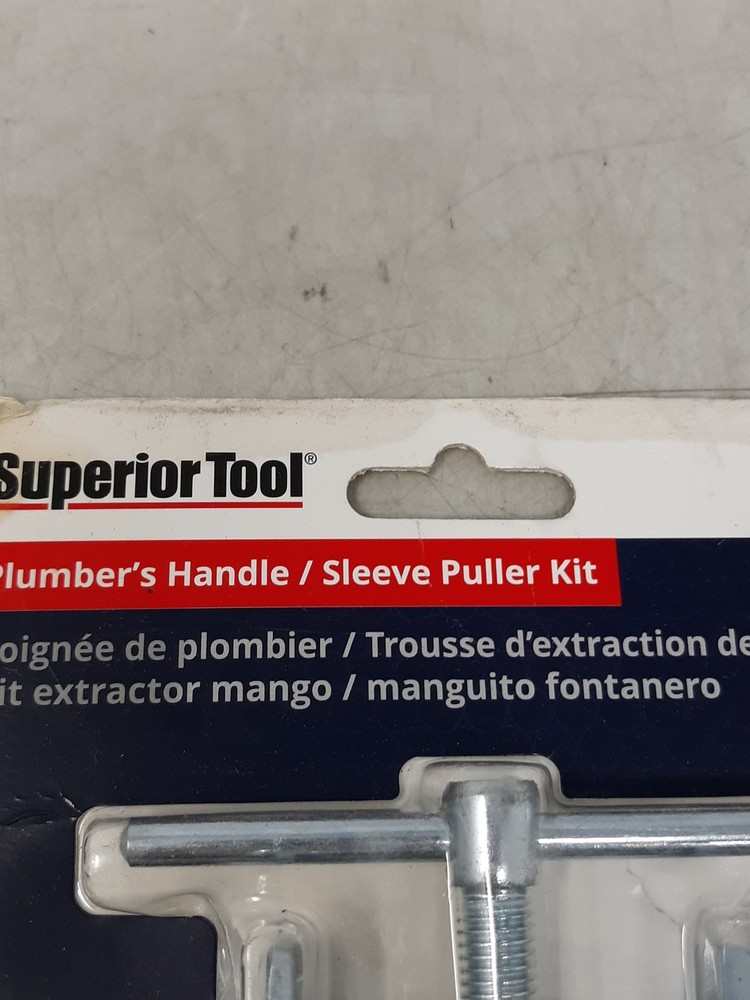 Superior Tool®
Plumber's Handle / Sleeve Puller Kit
oignée de plombier / Trousse d'extraction de
it extractor mango / manguito fontanero